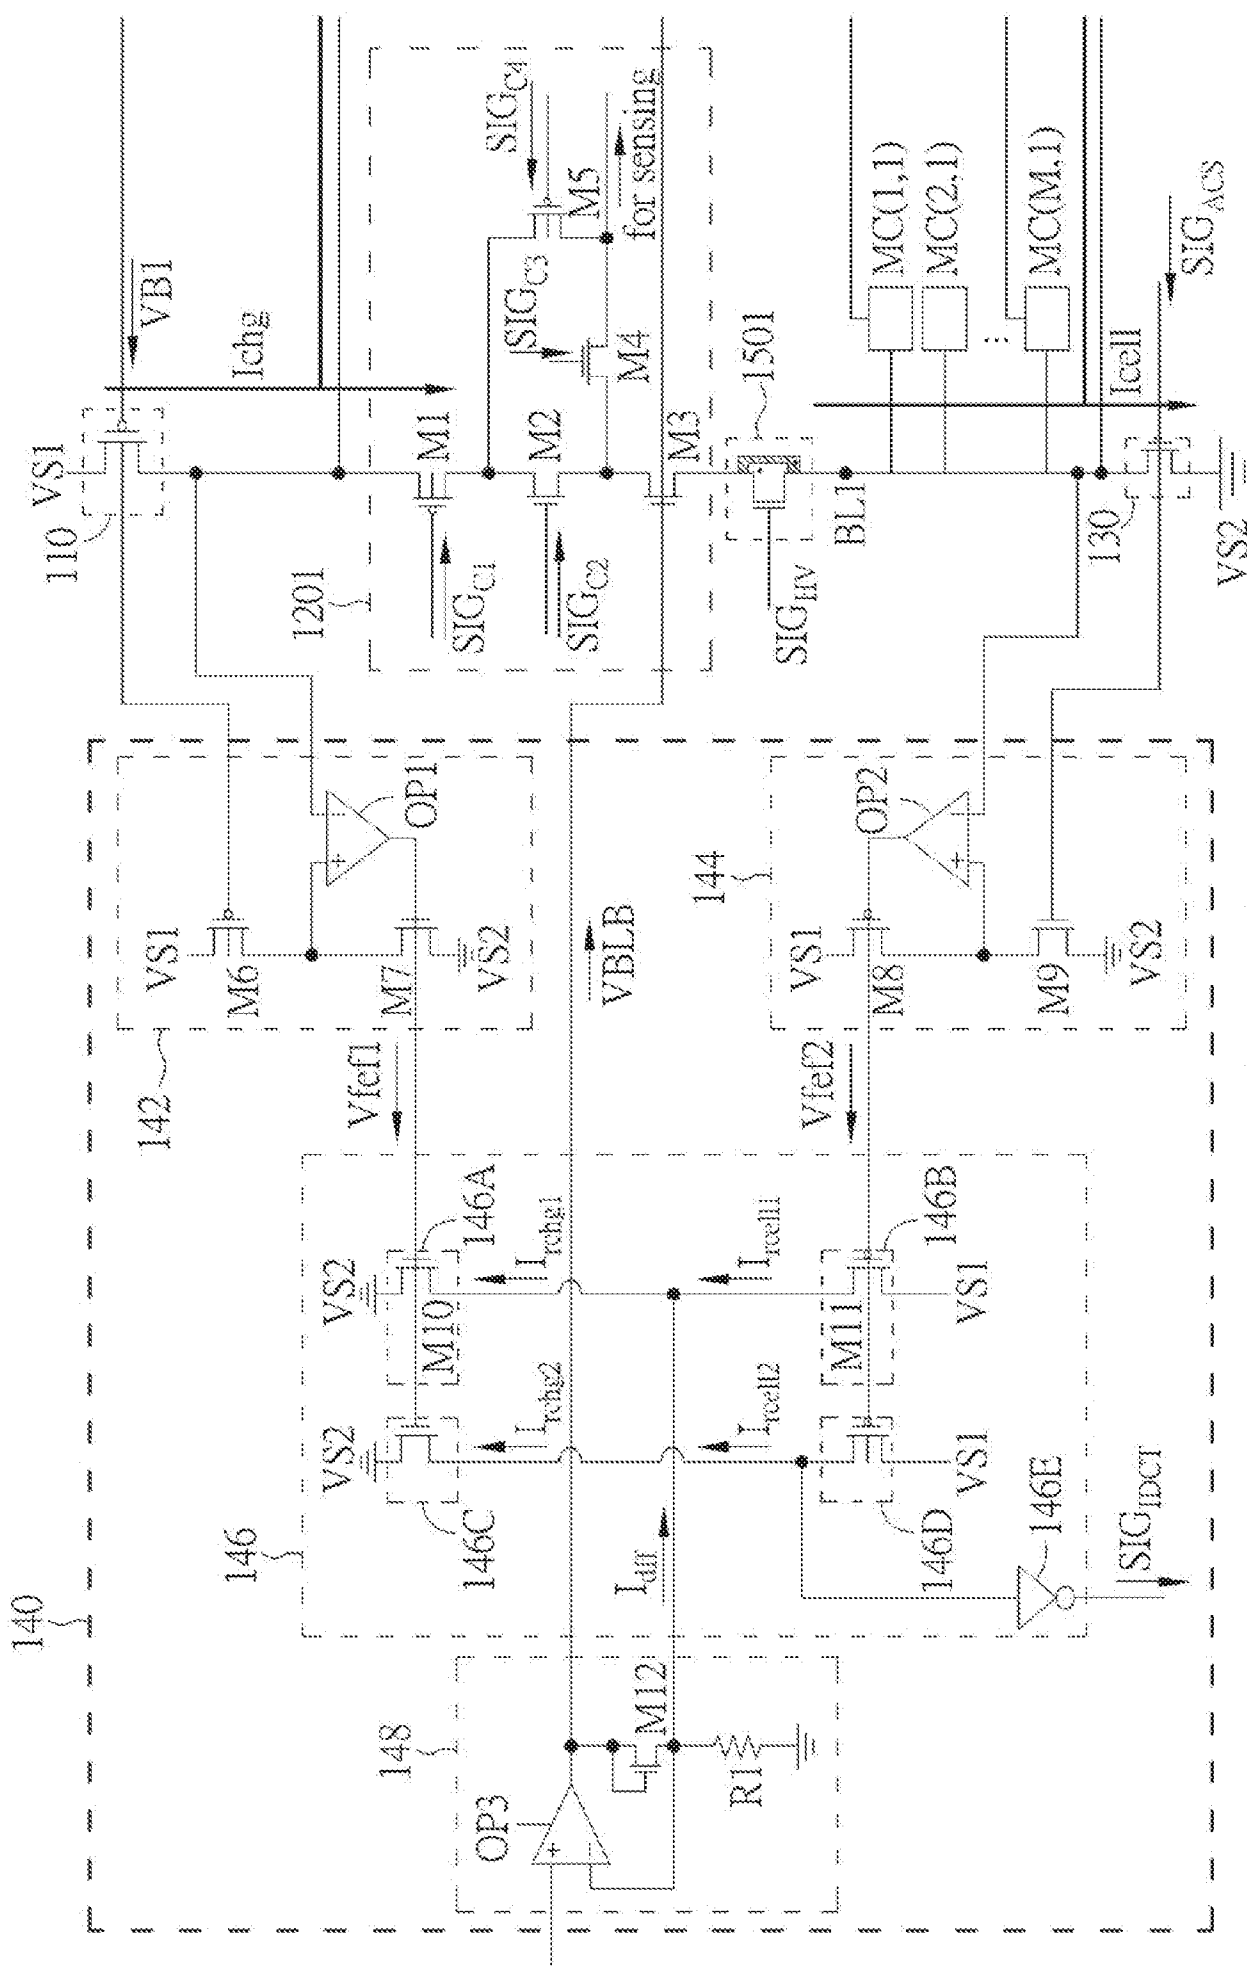 140
142
VS1
M6
OP1
+
-
M7
VS2
Vfef1
146
VS2
146A
M10
Irchg1
VS2
146C
Irchg2
Ircell1
Ircell2
M11
146B
VS1
146D
VS1
146E
SIGIDCT
Idff
148
OP3
+
-
M12
R1
VBLB
144
OP2
+
-
VS1
M8
Vfef2
M9
VS2
VS1
110
VB1
Ichg
1201
M1
SIGC1
M2
SIGC2
SIGC3
M4
SIGC4
M5
for sensing
M3
1501
SIGHV
BL1
MC(1,1)
MC(2,1)
...
MC(M,1)
Icell
SIGACS
130
VS2